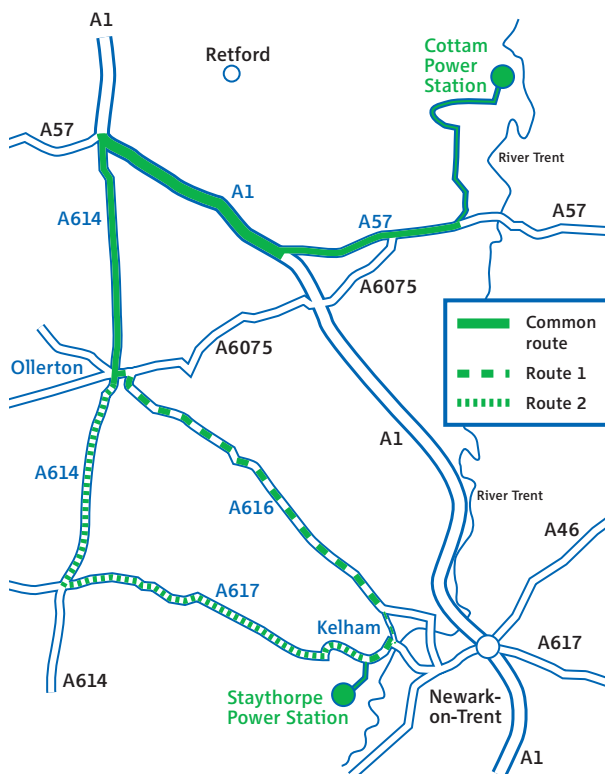 A1
Retford
Cottam
Power
Station
A57
River Trent
A1
A614
A57
A57
A6075
A6075
Common
route
Route 1
Route 2
Ollerton
A1
A614
A616
River Trent
A46
A617
Kelham
A617
A614
Staythorpe
Power Station
Newark-
on-Trent
A1